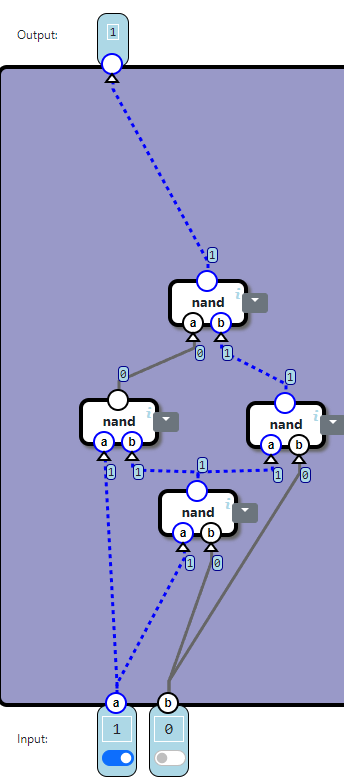 Output:
1
1
i
nand
a b
0 1
0 1
i i
nand nand
a b a b
1 1 1 1 0
i
nand
a b
1 0
a b
1 0
Input: